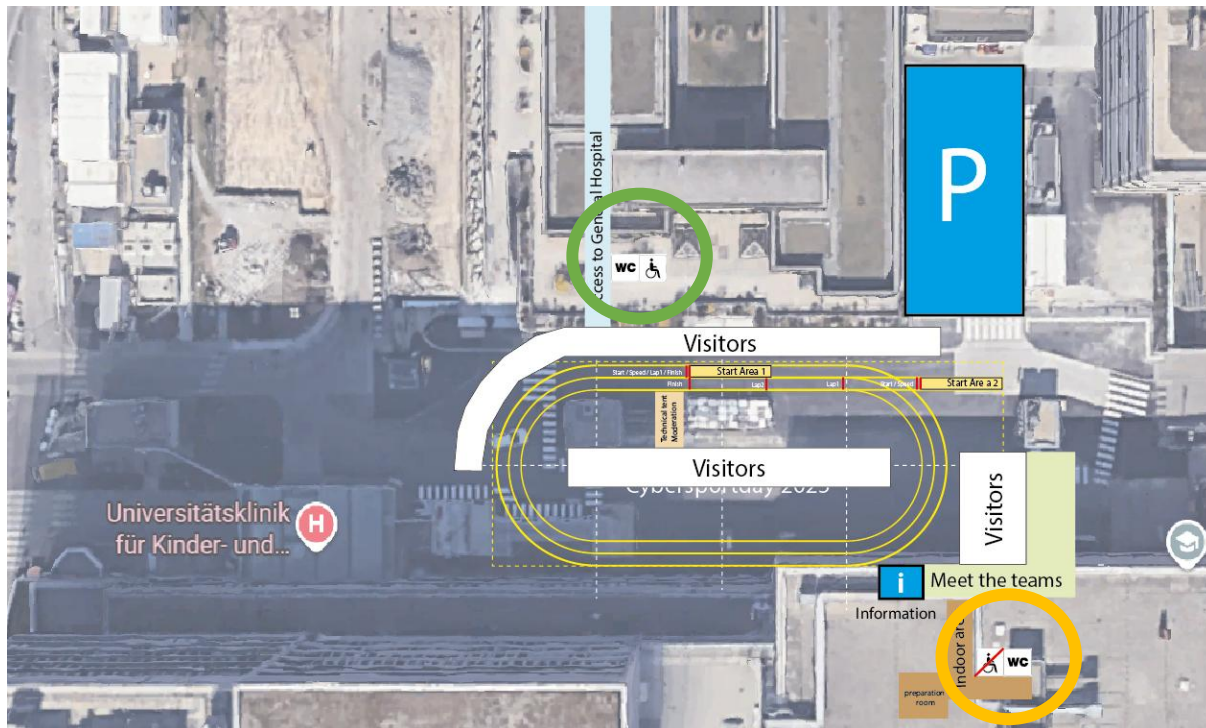 P
ccess to General Hospital
WC
Visitors
Start / Speed / Lap1 / Finish
Start Area 1
Finish
Lap2
Lap1
Start / Speed
Start Are a 2
Technical tent
Moderation
Visitors
Cybersportday 2025
Visitors
Universitätsklinik
für Kinder- und...
H
i
Meet the teams
Information
Indoor are
WC
preparation
room